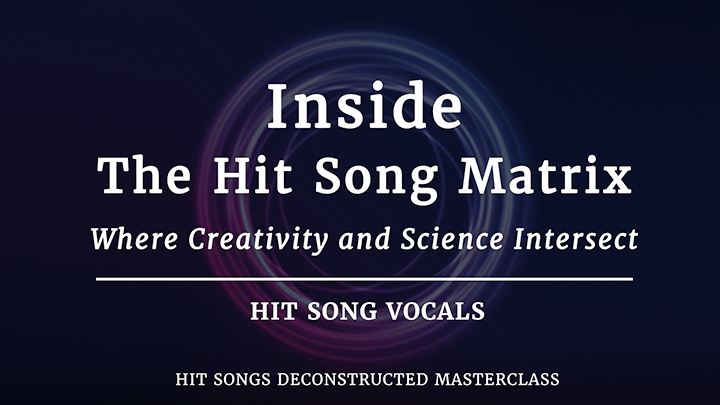 Inside
The Hit Song Matrix
Where Creativity and Science Intersect
HIT SONG VOCALS
HIT SONGS DECONSTRUCTED MASTERCLASS